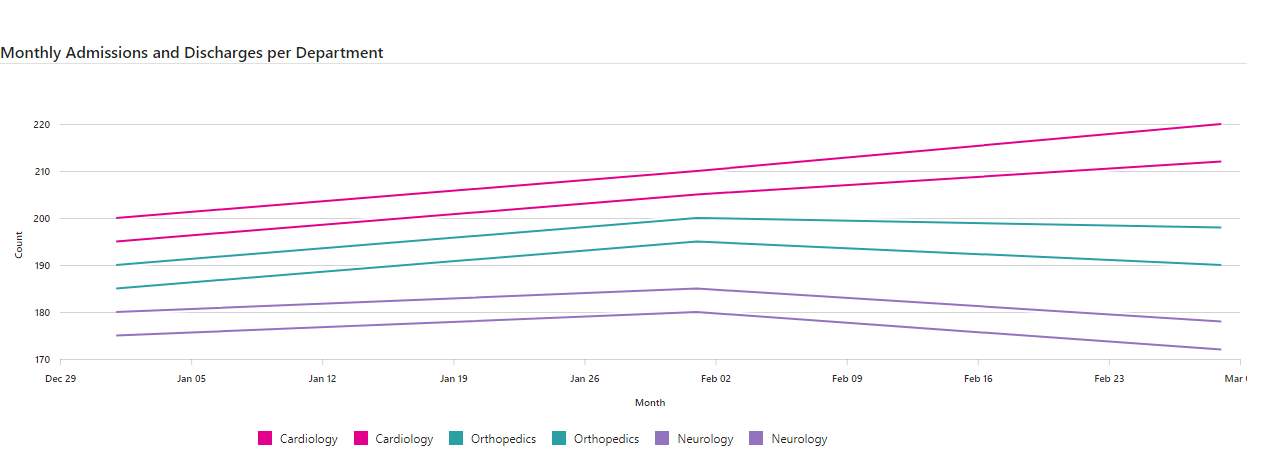 Monthly Admissions and Discharges per Department
220
210
200
190
180
170
Count
Dec 29 Jan 05 Jan 12 Jan 19 Jan 26 Feb 02 Feb 09 Feb 16 Feb 23 Mar
Month
Cardiology Cardiology Orthopedics Orthopedics Neurology Neurology